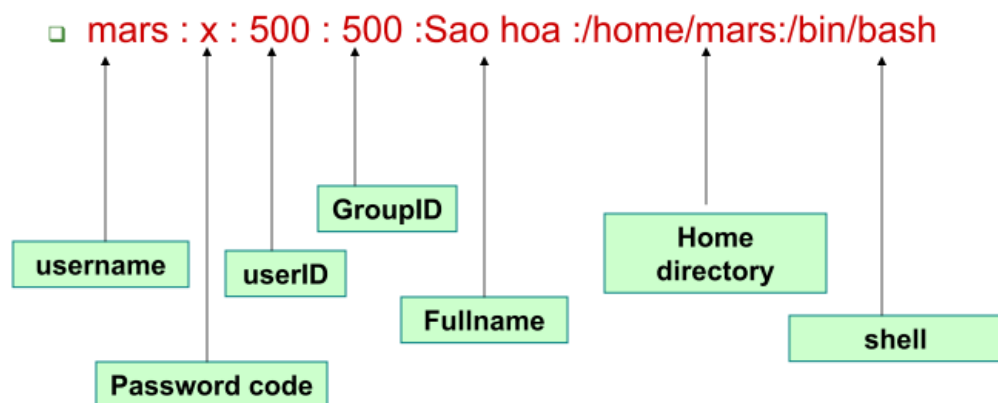 mars : x : 500 : 500 :Sao hoa :/home/mars:/bin/bash
GroupID
username
userID
Home
directory
Fullname
shell
Password code